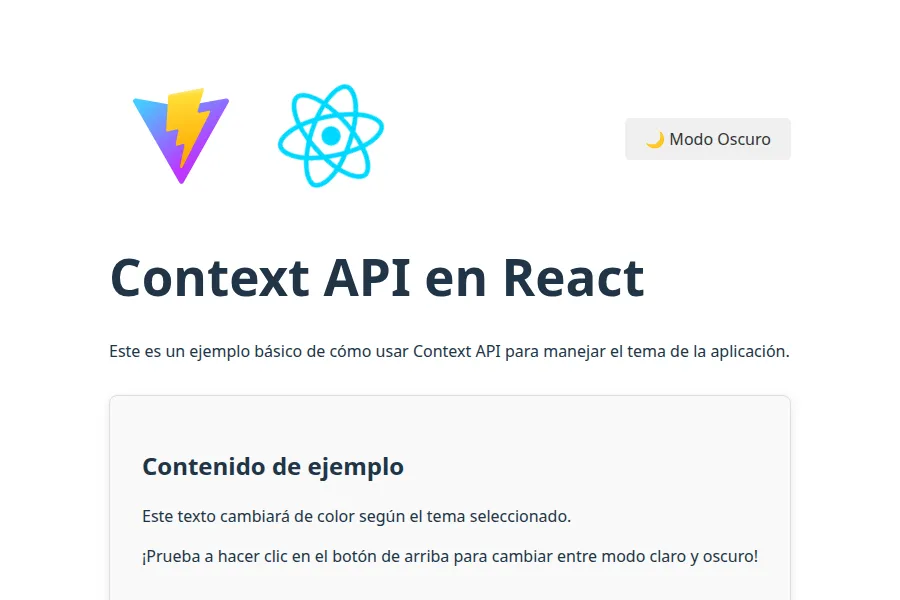 🌙 Modo Oscuro
Context API en React
Este es un ejemplo básico de cómo usar Context API para manejar el tema de la aplicación.
Contenido de ejemplo
Este texto cambiará de color según el tema seleccionado.
¡Prueba a hacer clic en el botón de arriba para cambiar entre modo claro y oscuro!